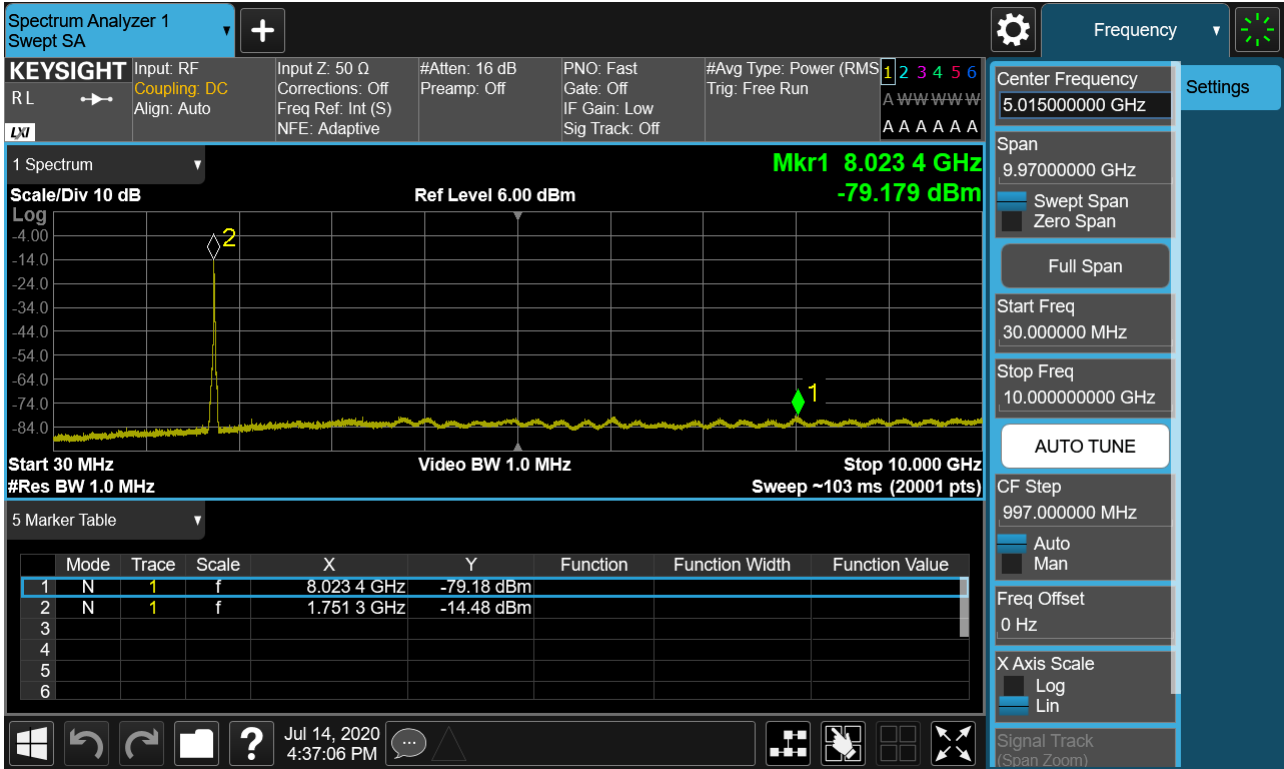 Spectrum Analyzer 1
Swept SA
Frequency
KEYSIGHT
R L
LXI
Input: RF
Coupling: DC
Align: Auto
Input Z: 50 Ω
Corrections: Off
Freq Ref: Int (S)
NFE: Adaptive
#Atten: 16 dB
Preamp: Off
PNO: Fast
Gate: Off
IF Gain: Low
Sig Track: Off
#Avg Type: Power (RMS
Trig: Free Run
1 2 3 4 5 6
A W W W W W
A A A A A A
Settings
Center Frequency
5.015000000 GHz
Span
9.97000000 GHz
Swept Span
Zero Span
Full Span
Start Freq
30.000000 MHz
Stop Freq
10.000000000 GHz
AUTO TUNE
CF Step
997.000000 MHz
Auto
Man
Freq Offset
0 Hz
X Axis Scale
Log
Lin
Signal Track
(Span Zoom)
1 Spectrum
Mkr1 8.023 4 GHz
Scale/Div 10 dB
Ref Level 6.00 dBm
-79.179 dBm
Log
-4.00
-14.0
-24.0
-34.0
-44.0
-54.0
-64.0
-74.0
-84.0
2
1
Start 30 MHz
Video BW 1.0 MHz
Stop 10.000 GHz
#Res BW 1.0 MHz
Sweep ~103 ms (20001 pts)
5 Marker Table
Mode Trace Scale X Y Function Function Width Function Value
1 N 1 f 8.023 4 GHz -79.18 dBm
2 N 1 f 1.751 3 GHz -14.48 dBm
3
4
5
6
?
Jul 14, 2020
4:37:06 PM